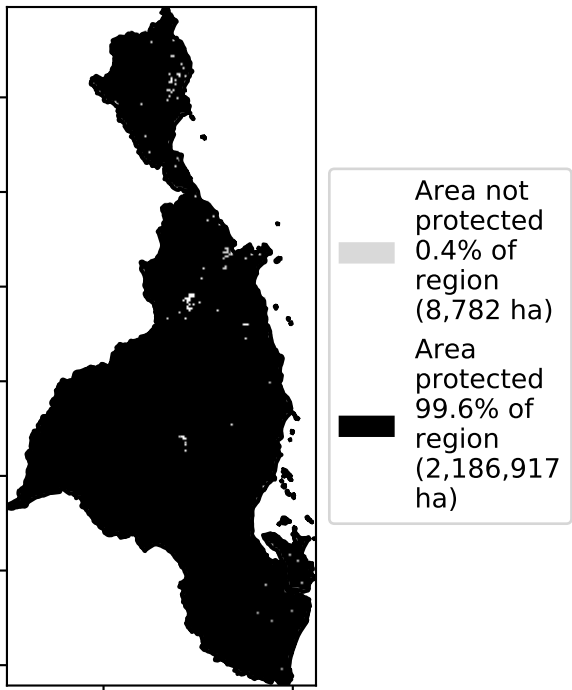 Area not
protected
0.4% of
region
(8,782 ha)
Area
protected
99.6% of
region
(2,186,917
ha)